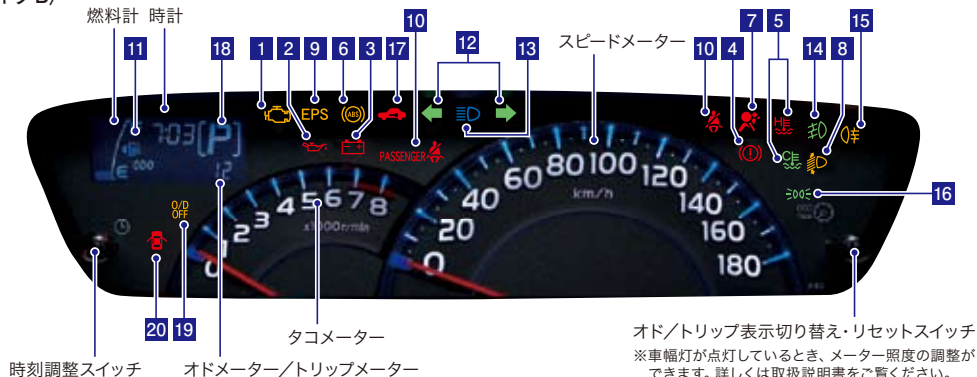 燃料計 時計
スピードメーター
11
18
1
2
9
6
3
17
10
12
13
10
4
7
5
14
8
15
EPS
(ABS)
7:03 [P]
PASSENGER
H
C
E 000
12
O/D
OFF
0 1 2 3 4 5 6 7 8
x1000r/min
0 20 40 60 80 100 120 140 160 180
km/h
16
20
19
タコメーター
時刻調整スイッチ
オドメーター/トリップメーター
オド/トリップ表示切り替え・リセットスイッチ
※車幅灯が点灯しているとき、メーター照度の調整が
できます。詳しくは取扱説明書をご覧ください。